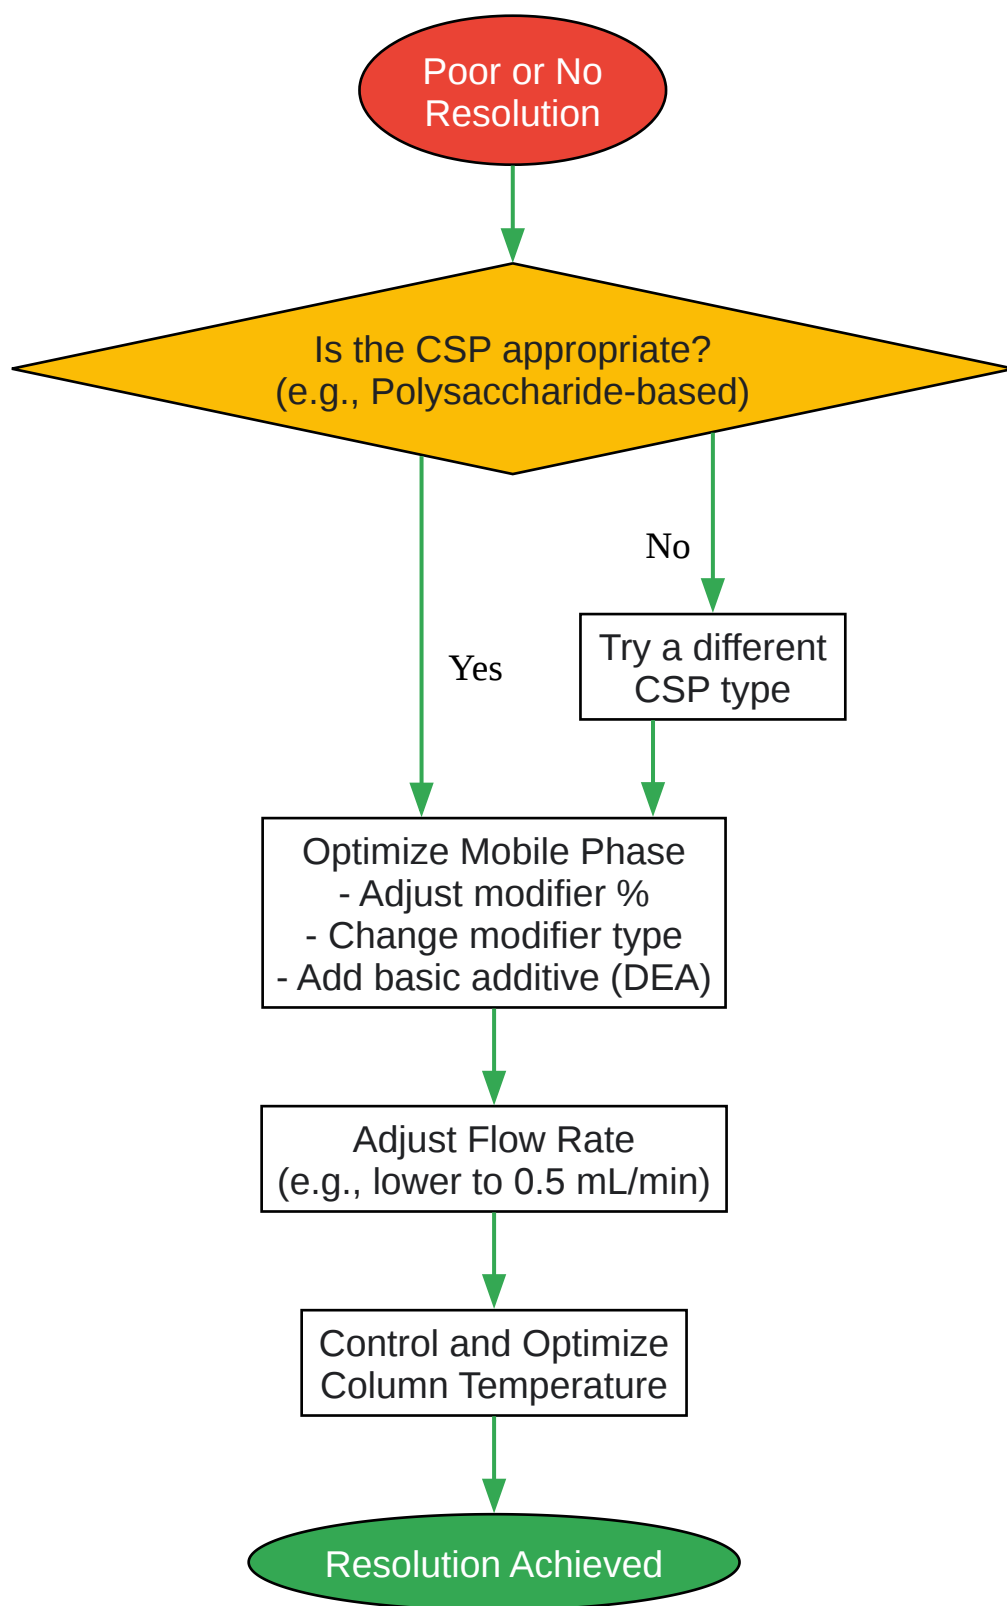 Poor or No
Resolution
Is the CSP appropriate?
(e.g., Polysaccharide-based)
No
Try a different
CSP type
Yes
Optimize Mobile Phase
- Adjust modifier %
- Change modifier type
- Add basic additive (DEA)
Adjust Flow Rate
(e.g., lower to 0.5 mL/min)
Control and Optimize
Column Temperature
Resolution Achieved